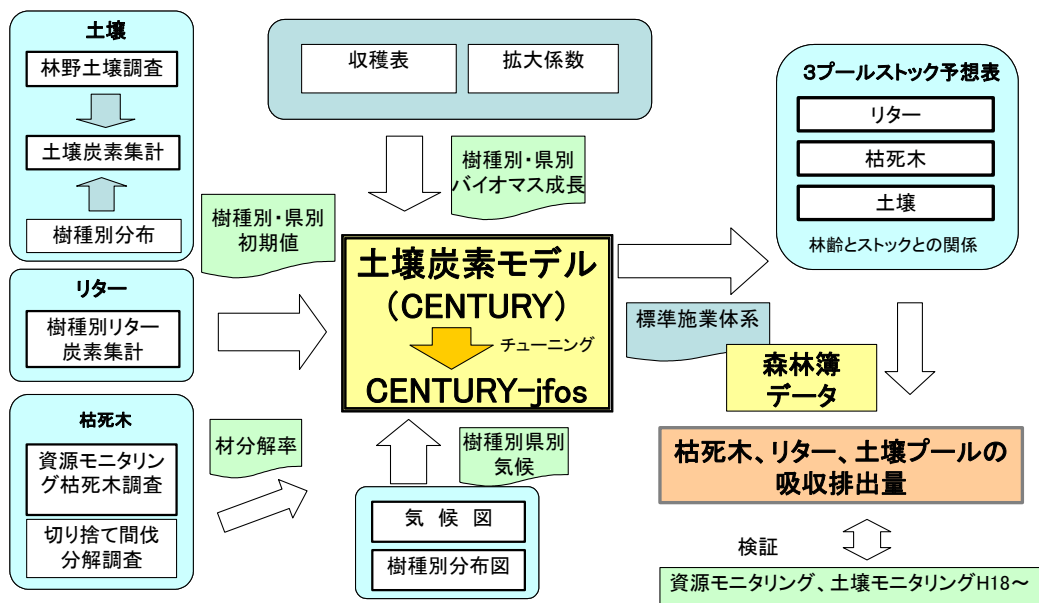 土壌
林野土壌調査
土壌炭素集計
樹種別分布
リター
樹種別リター
炭素集計
枯死木
資源モニタリン
グ枯死木調査
切り捨て間伐
分解調査
収穫表
拡大係数
樹種別・県別
バイオマス成長
樹種別・県別
初期値
材分解率
土壌炭素モデル
(CENTURY)
チューニング
CENTURY-jfos
樹種別県別
気候
気 候 図
樹種別分布図
3プールストック予想表
リター
枯死木
土壌
林齢とストックとの関係
標準施業体系
森林簿
データ
枯死木、リター、土壌プールの
吸収排出量
検証
資源モニタリング、土壌モニタリングH18～